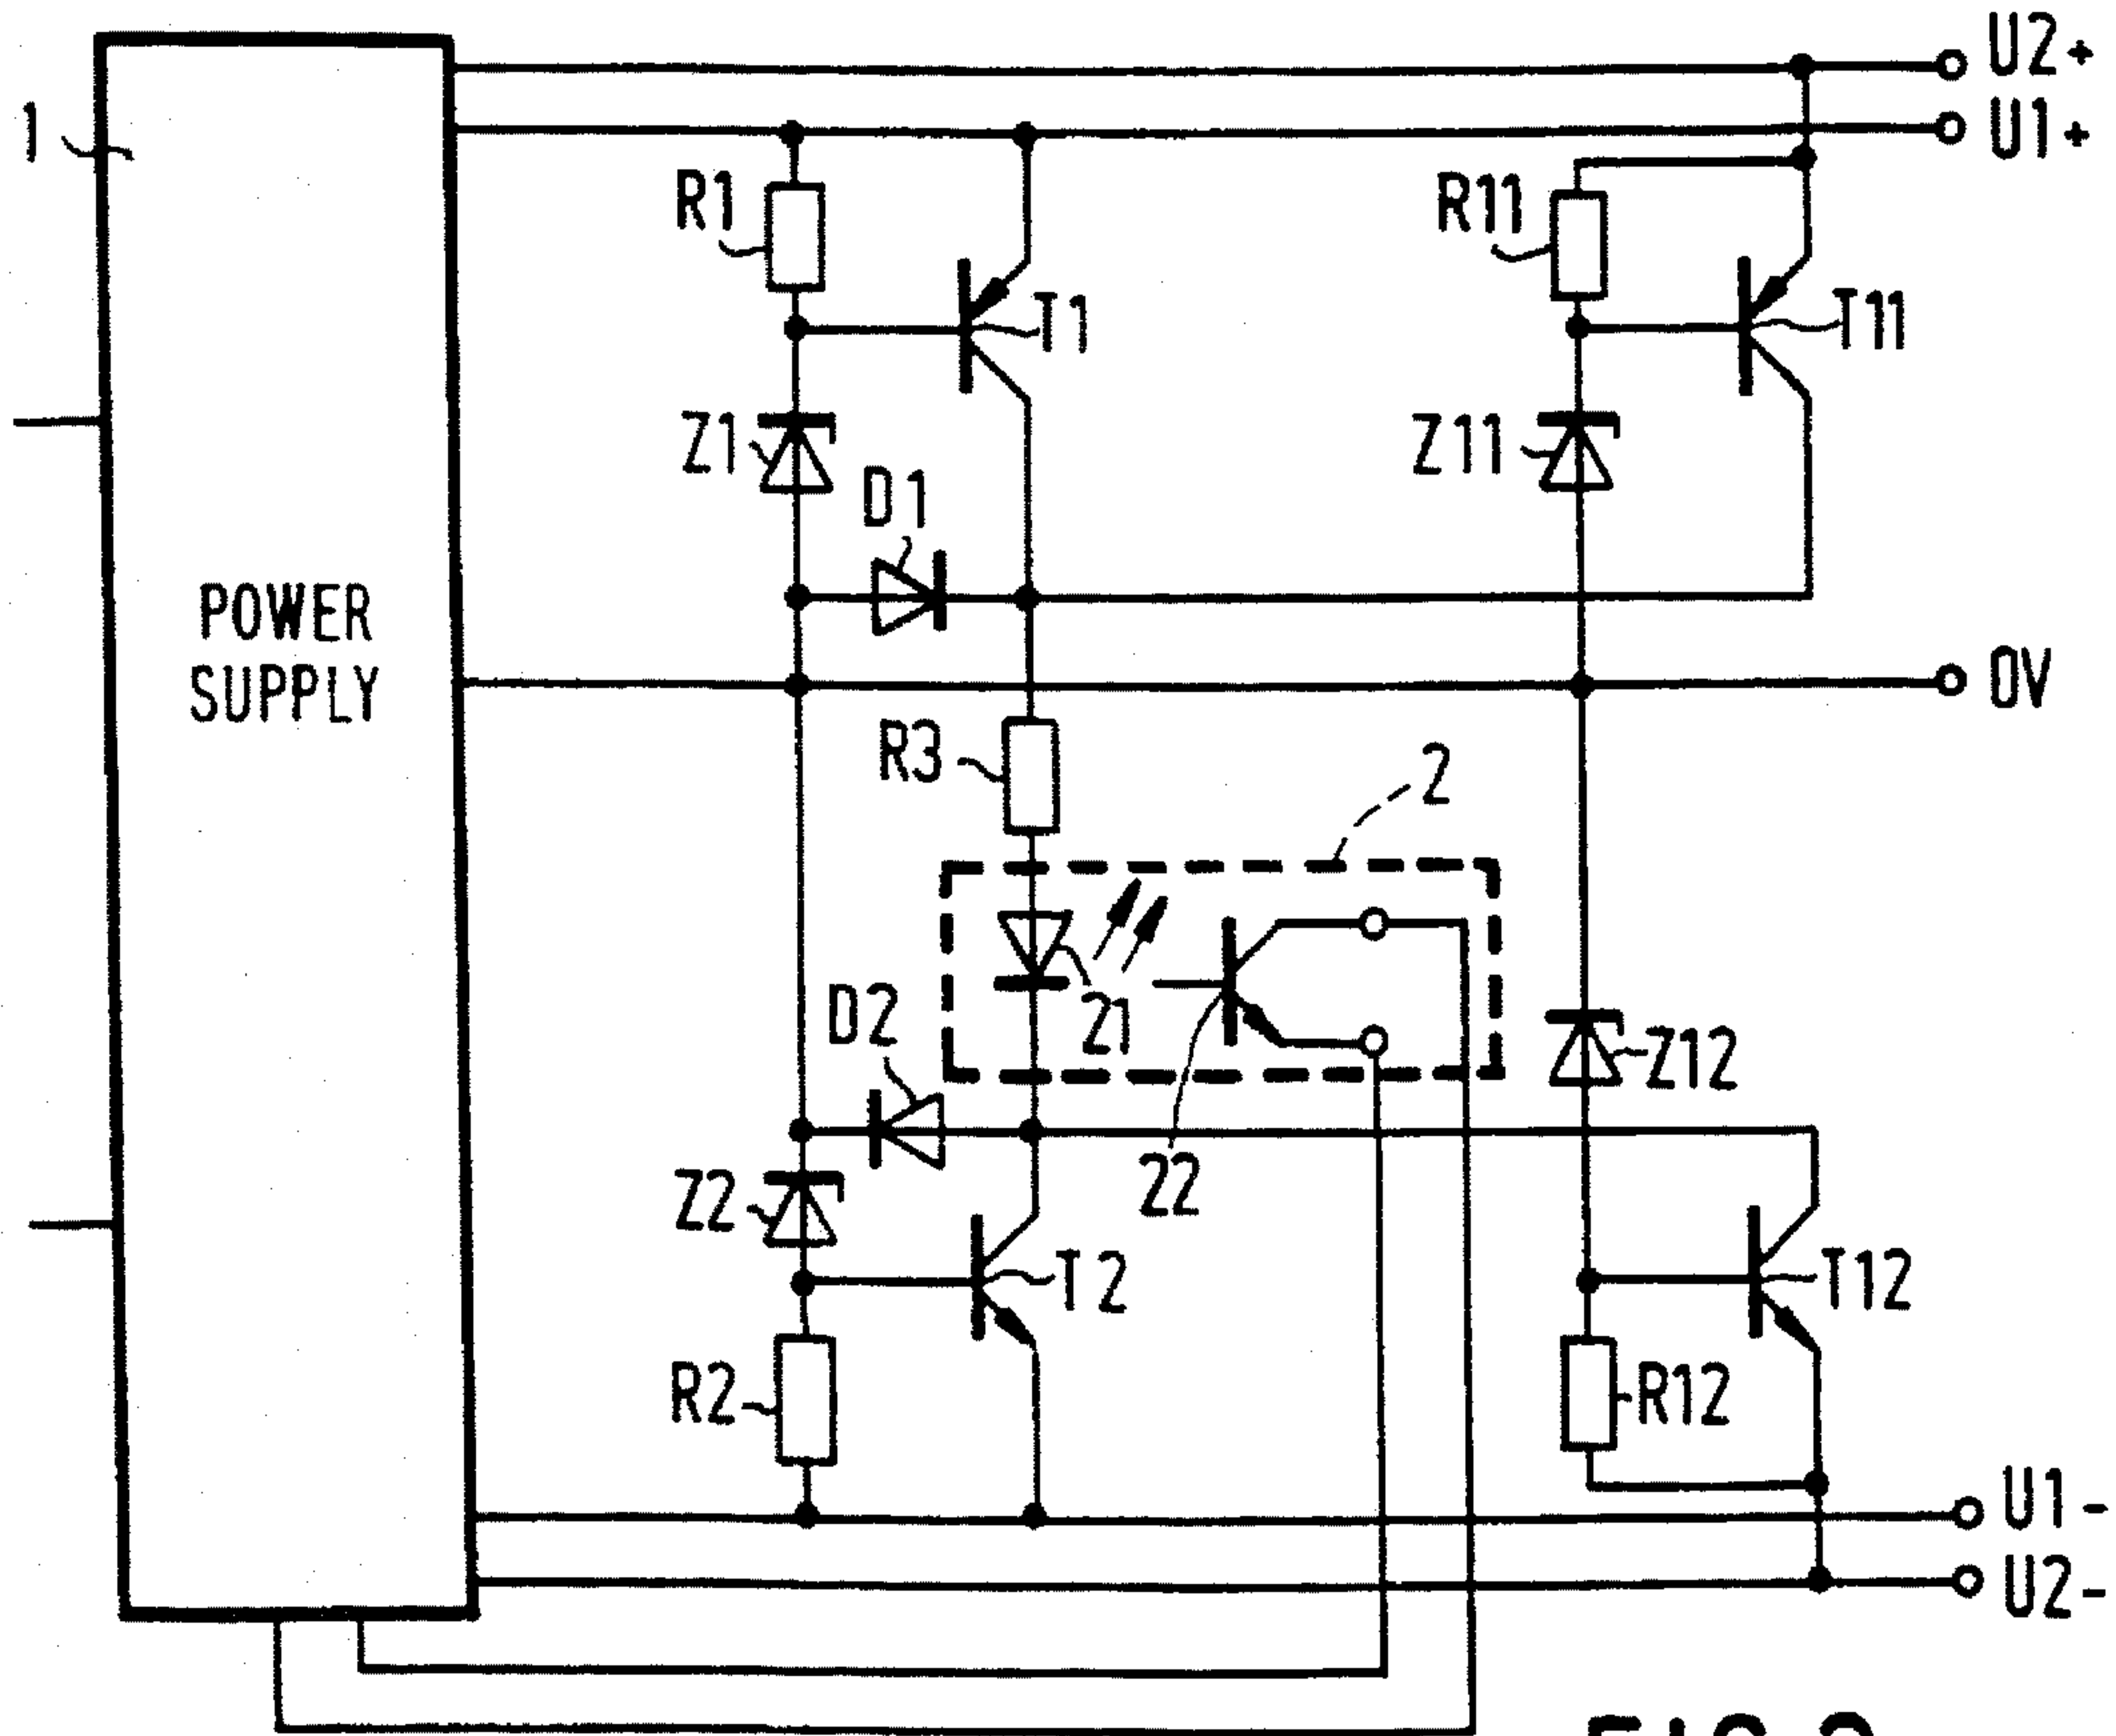 U2+
U1+
1
R1
R11
T1
T11
Z1
Z11
D1
POWER
SUPPLY
0V
R3
2
D2
21
Z12
22
Z2
T2
T12
R2
R12
U1-
U2-